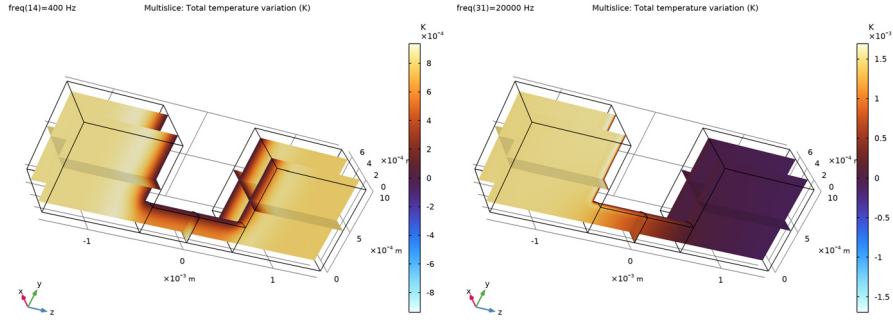 freq(14)=400 Hz Multislice: Total temperature variation (K)
K
×10⁻⁴
8
6
4
2
0
-2
-4
-6
-8
6
4
2
0
×10⁻⁴ m
10
5
0
×10⁻⁴ m
-1
0
1
×10⁻³ m
x
y
z
freq(31)=20000 Hz Multislice: Total temperature variation (K)
K
×10⁻³
1.5
1
0.5
0
-0.5
-1
-1.5
6
4
2
0
×10⁻⁴ m
10
5
0
×10⁻⁴ m
-1
0
1
×10⁻³ m
x
y
z